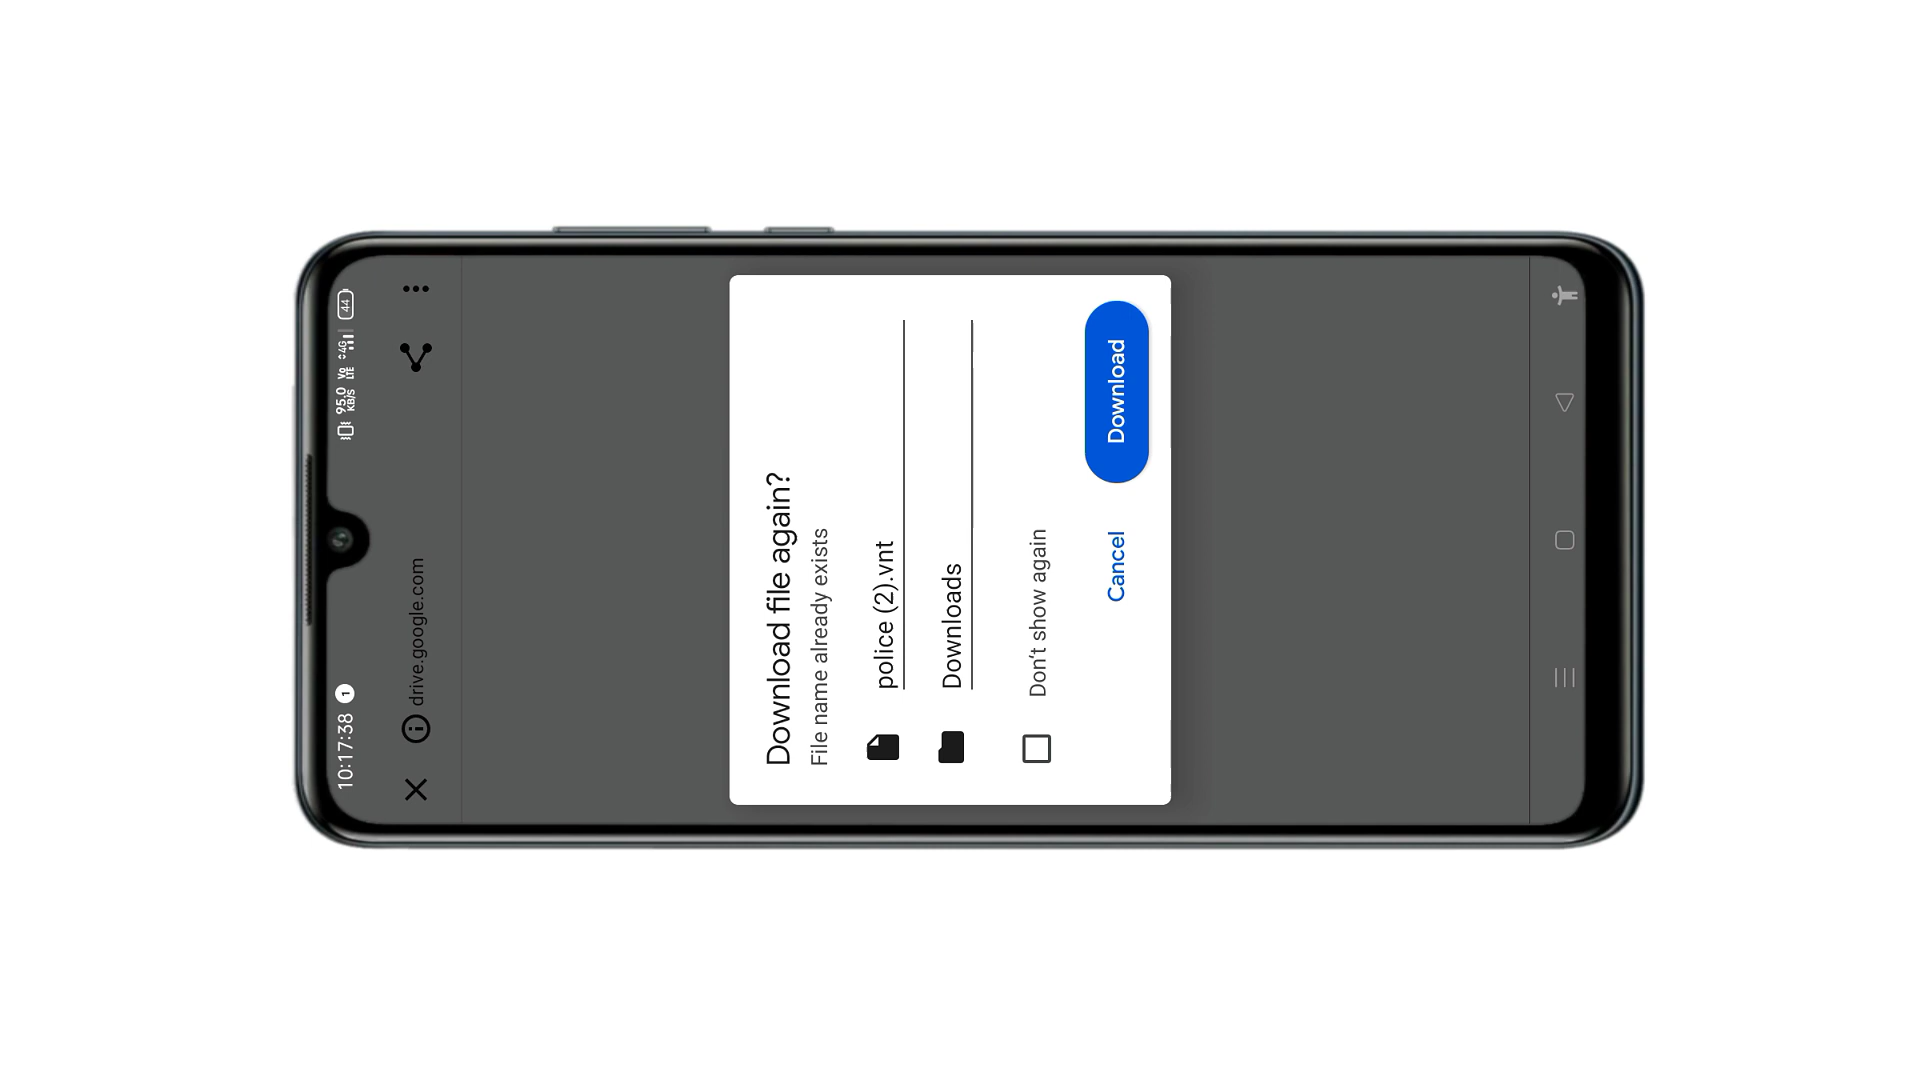 10:17:38 1 95.0 KB/S Vo LTE 4G 44
drive.google.com
Download file again?
File name already exists
police (2).vnt
Downloads
Don't show again
Cancel Download